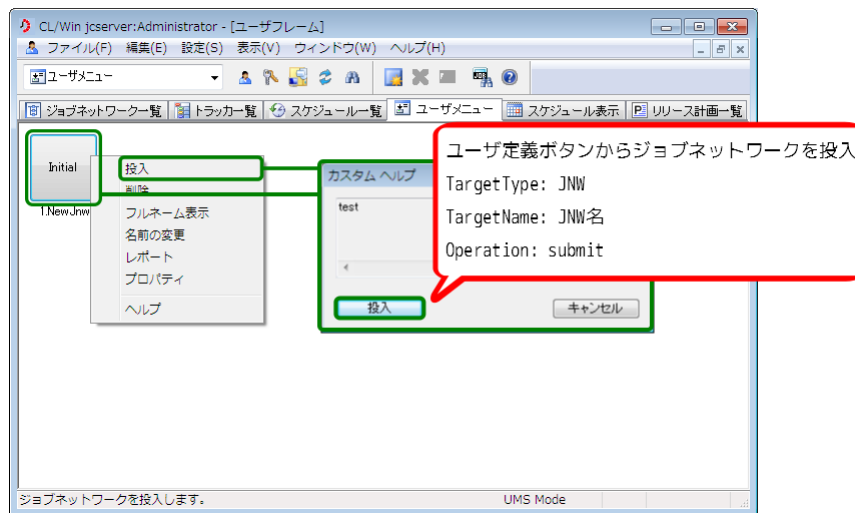 CL/Win jcserver:Administrator - [ユーザフレーム]
ファイル(F) 編集(E) 設定(S) 表示(V) ウィンドウ(W) ヘルプ(H)
ユーザメニュー
ジョブネットワーク一覧 トラッカ一覧 スケジュール一覧 ユーザメニュー スケジュール表示 リリース計画一覧
Initial
1.NewJnw
投入
削除
フルネーム表示
名前の変更
レポート
プロパティ
ヘルプ
カスタム ヘルプ
test
投入 キャンセル
ユーザ定義ボタンからジョブネットワークを投入
TargetType: JNW
TargetName: JNW名
Operation: submit
ジョブネットワークを投入します。 UMS Mode